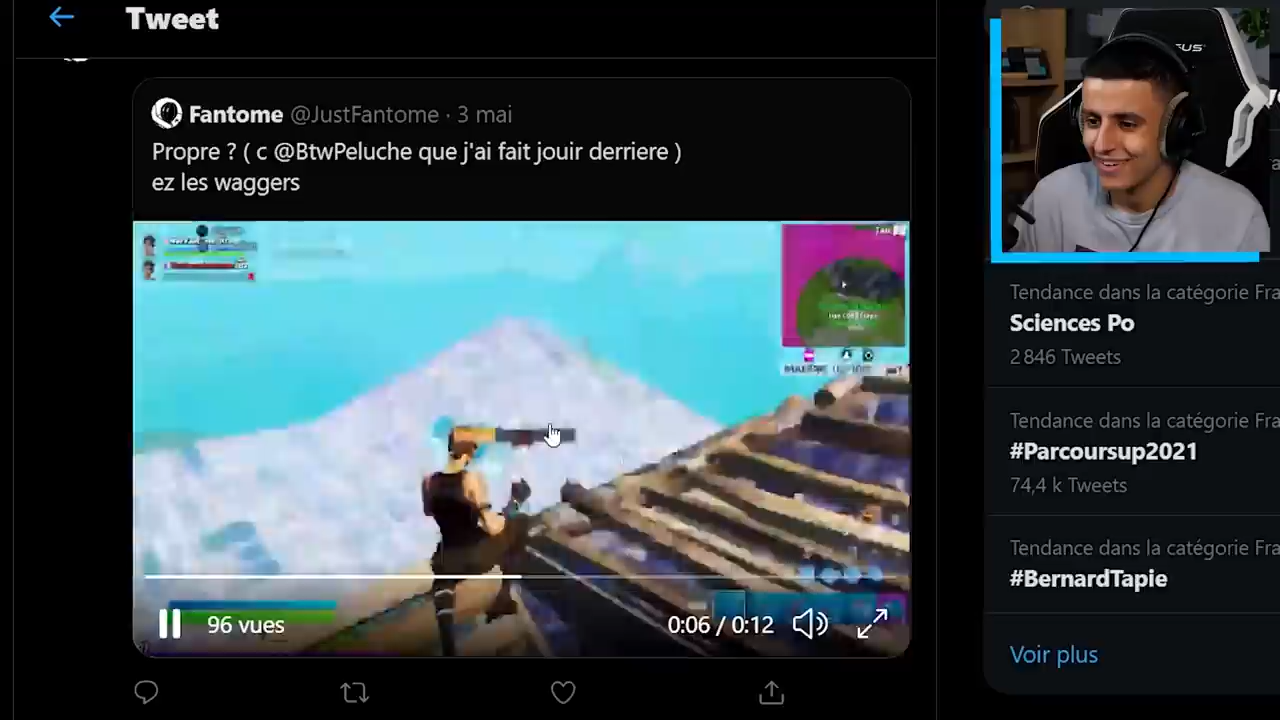 Tweet
Fantome @JustFantome · 3 mai
Propre ? ( c @BtwPeluche que j'ai fait jouir derriere )
ez les waggers
96 vues
0:06 / 0:12
Tendance dans la catégorie Fra
Sciences Po
2 846 Tweets
Tendance dans la catégorie Fra
#Parcoursup2021
74,4 k Tweets
Tendance dans la catégorie Fra
#BernardTapie
Voir plus